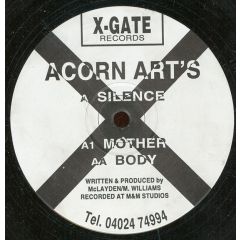 X-GATE
RECORDS
ACORN ART'S
A SILENCE
A1 MOTHER
AA BODY
WRITTEN & PRODUCED BY
McLAYDEN/M. WILLIAMS
RECORDED AT M&M STUDIOS
Tel. 04024 74994